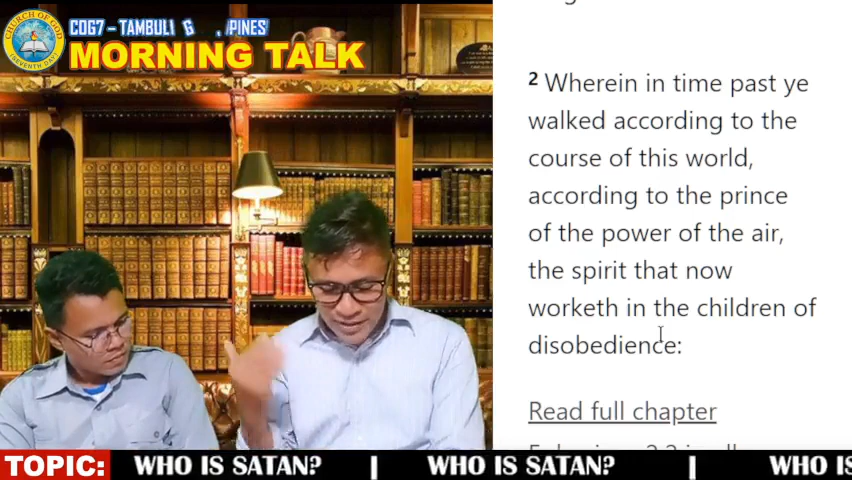 CHURCH OF GOD
(SEVENTH DAY)
COG7 - TAMBULI G PINES
MORNING TALK
2 Wherein in time past ye
walked according to the
course of this world,
according to the prince
of the power of the air,
the spirit that now
worketh in the children of
disobedience:
Read full chapter
TOPIC:
WHO IS SATAN? | WHO IS SATAN? | WHO IS